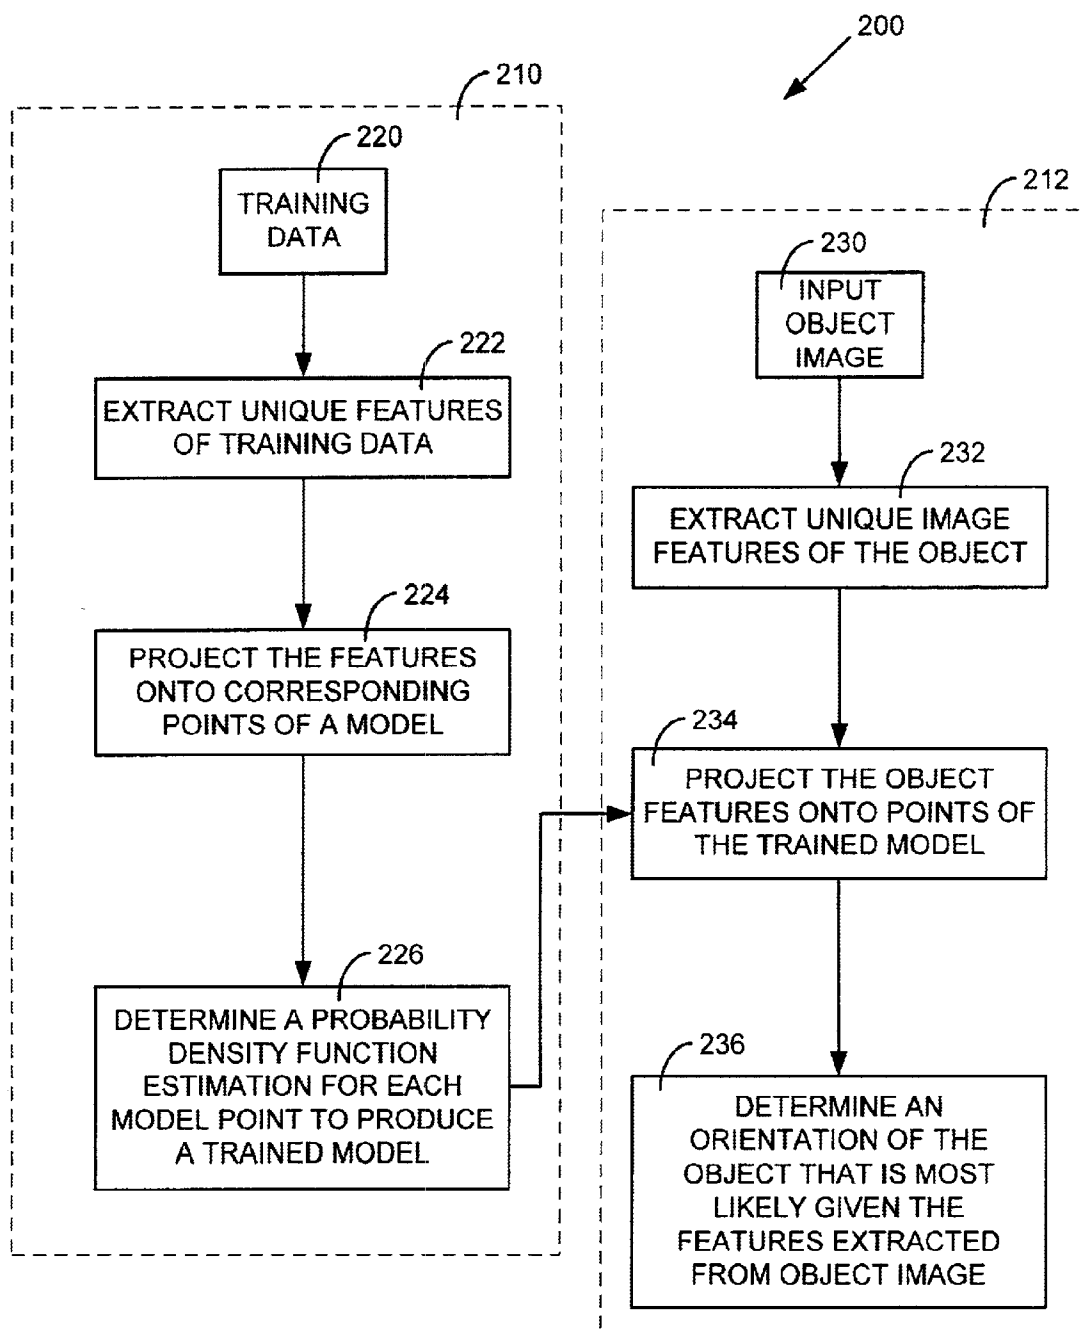 200
210
220
TRAINING
DATA
222
EXTRACT UNIQUE FEATURES
OF TRAINING DATA
224
PROJECT THE FEATURES
ONTO CORRESPONDING
POINTS OF A MODEL
226
DETERMINE A PROBABILITY
DENSITY FUNCTION
ESTIMATION FOR EACH
MODEL POINT TO PRODUCE
A TRAINED MODEL
212
230
INPUT
OBJECT
IMAGE
232
EXTRACT UNIQUE IMAGE
FEATURES OF THE OBJECT
234
PROJECT THE OBJECT
FEATURES ONTO POINTS OF
THE TRAINED MODEL
236
DETERMINE AN
ORIENTATION OF THE
OBJECT THAT IS MOST
LIKELY GIVEN THE
FEATURES EXTRACTED
FROM OBJECT IMAGE